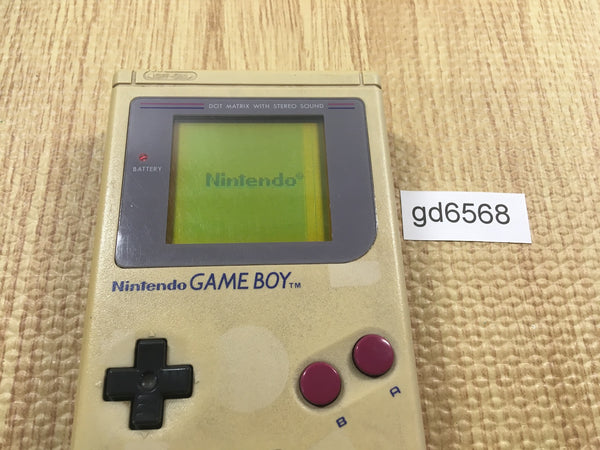 DOT MATRIX WITH STEREO SOUND
BATTERY
Nintendo®
gd6568
Nintendo GAME BOY™
B A